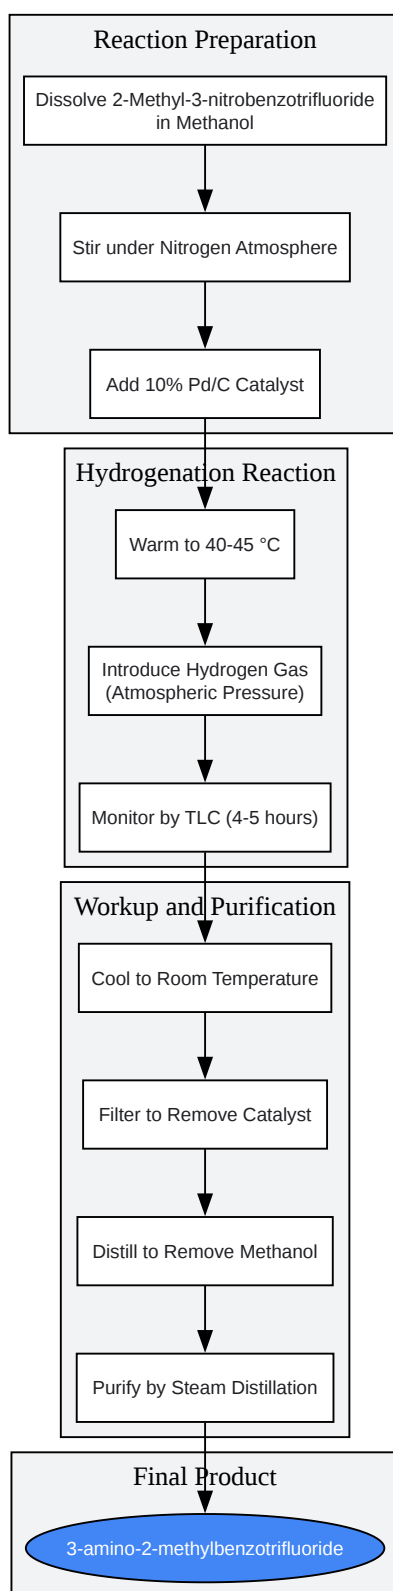 Reaction Preparation
Dissolve 2-Methyl-3-nitrobenzotrifluoride
in Methanol
Stir under Nitrogen Atmosphere
Add 10% Pd/C Catalyst
Hydrogenation Reaction
Warm to 40-45 °C
Introduce Hydrogen Gas
(Atmospheric Pressure)
Monitor by TLC (4-5 hours)
Workup and Purification
Cool to Room Temperature
Filter to Remove Catalyst
Distill to Remove Methanol
Purify by Steam Distillation
Final Product
3-amino-2-methylbenzotrifluoride